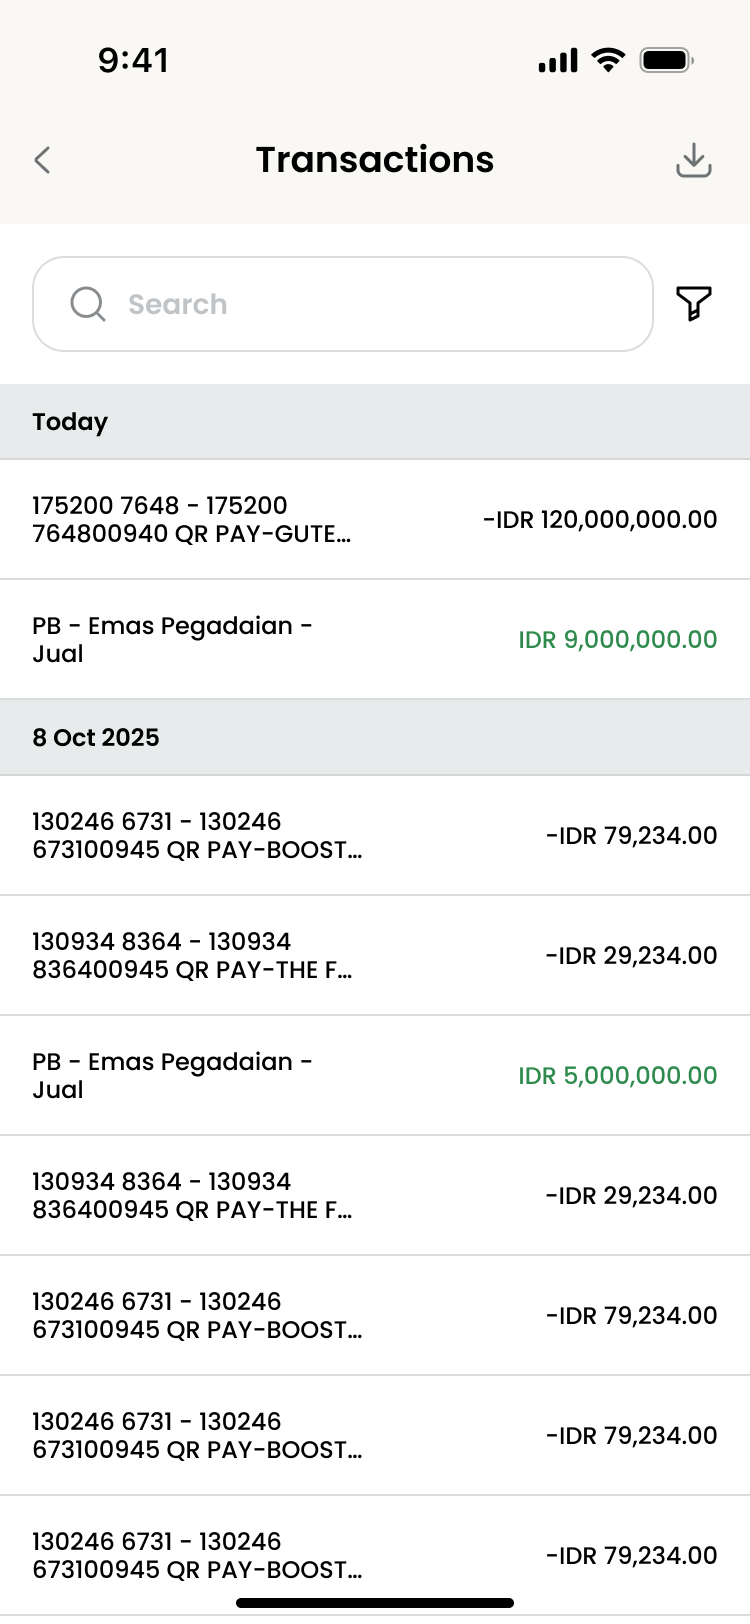 9:41
Transactions
Search
Today
175200 7648 - 175200
764800940 QR PAY-GUTE...
-IDR 120,000,000.00
PB - Emas Pegadaian -
Jual
IDR 9,000,000.00
8 Oct 2025
130246 6731 - 130246
673100945 QR PAY-BOOST...
-IDR 79,234.00
130934 8364 - 130934
836400945 QR PAY-THE F...
-IDR 29,234.00
PB - Emas Pegadaian -
Jual
IDR 5,000,000.00
130934 8364 - 130934
836400945 QR PAY-THE F...
-IDR 29,234.00
130246 6731 - 130246
673100945 QR PAY-BOOST...
-IDR 79,234.00
130246 6731 - 130246
673100945 QR PAY-BOOST...
-IDR 79,234.00
130246 6731 - 130246
673100945 QR PAY-BOOST...
-IDR 79,234.00